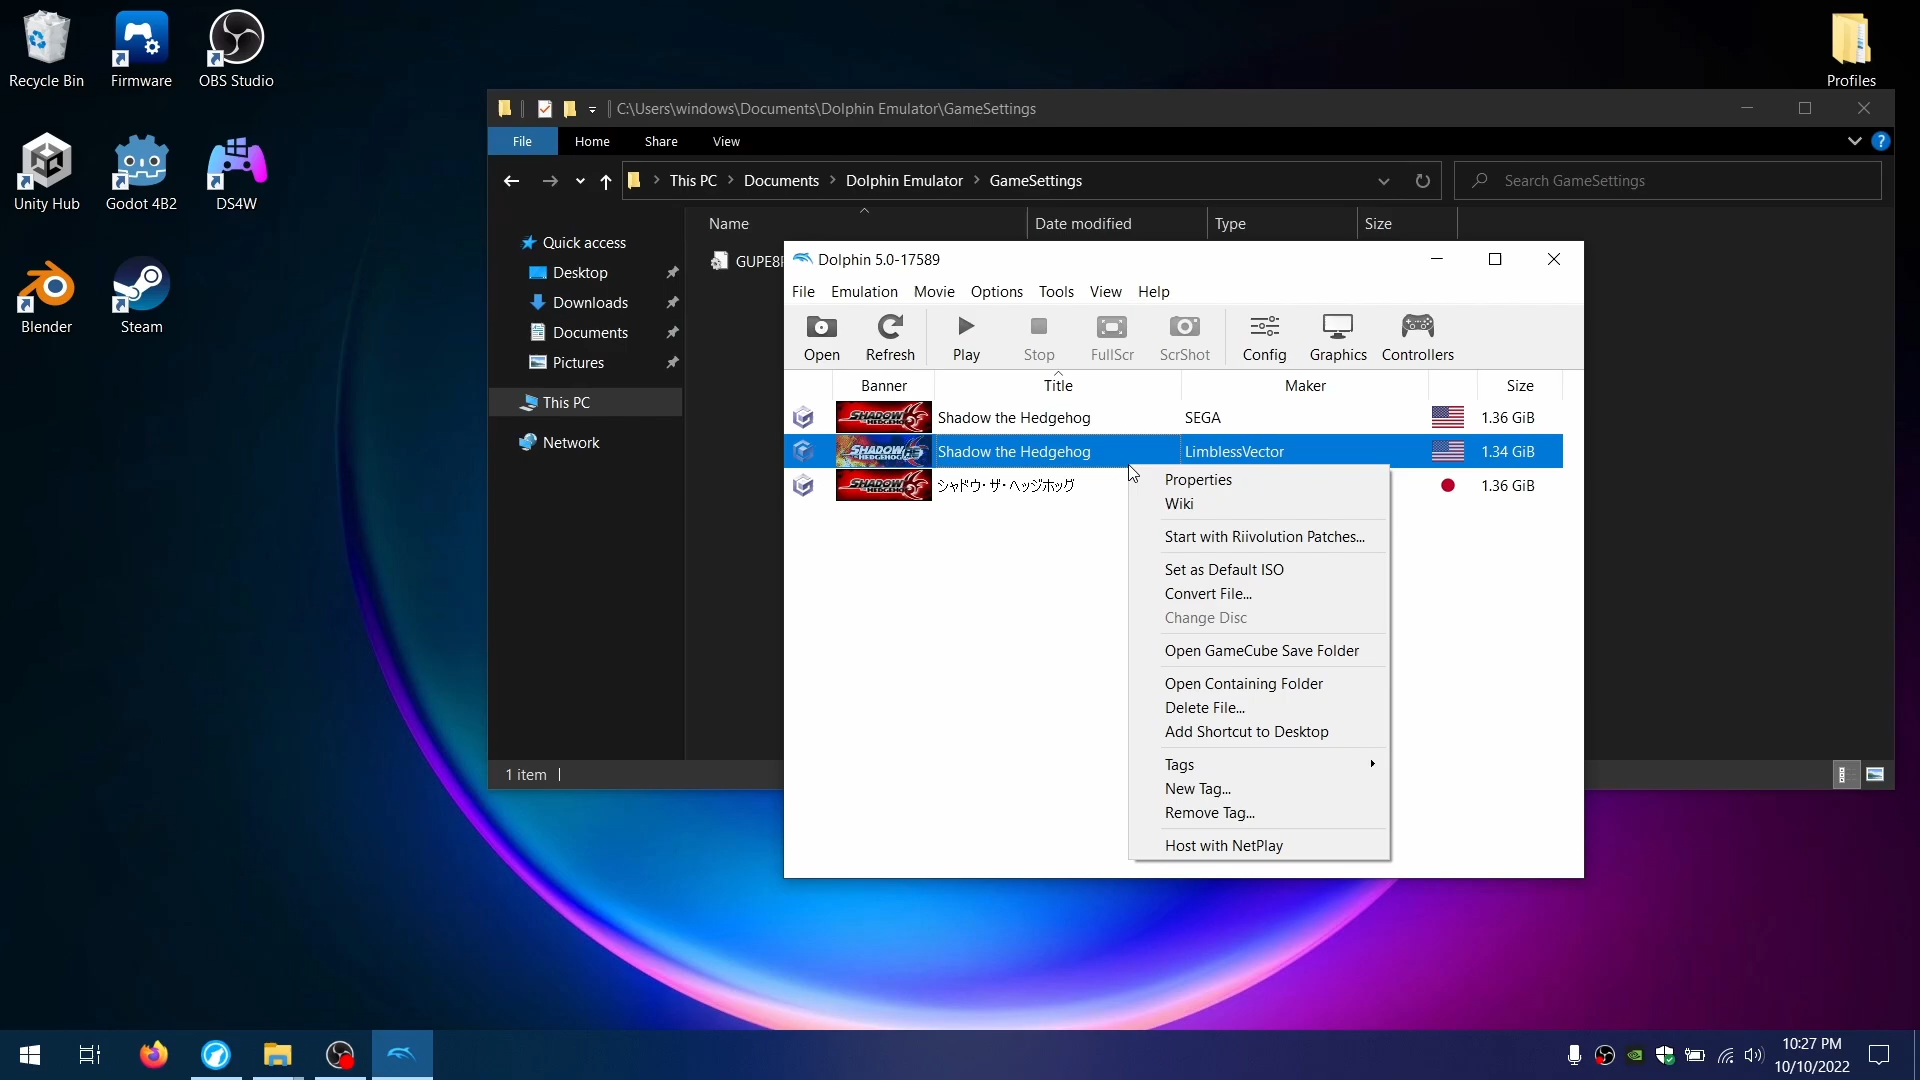 Recycle Bin
Firmware
OBS Studio
Profiles
Unity Hub
Godot 4B2
DS4W
Blender
Steam
C:\Users\windows\Documents\Dolphin Emulator\GameSettings
File Home Share View
This PC Documents Dolphin Emulator GameSettings
Search GameSettings
Name Date modified Type Size
Quick access
Desktop
Downloads
Documents
Pictures
This PC
Network
1 item
Dolphin 5.0-17589
File Emulation Movie Options Tools View Help
Open Refresh Play Stop FullScr ScrShot Config Graphics Controllers
Banner Title Maker Size
Shadow the Hedgehog SEGA 1.36 GiB
Shadow the Hedgehog LimblessVector 1.34 GiB
シャドウ・ザ・ヘッジホッグ 1.36 GiB
Properties
Wiki
Start with Riivolution Patches...
Set as Default ISO
Convert File...
Change Disc
Open GameCube Save Folder
Open Containing Folder
Delete File...
Add Shortcut to Desktop
Tags
New Tag...
Remove Tag...
Host with NetPlay
10:27 PM
10/10/2022